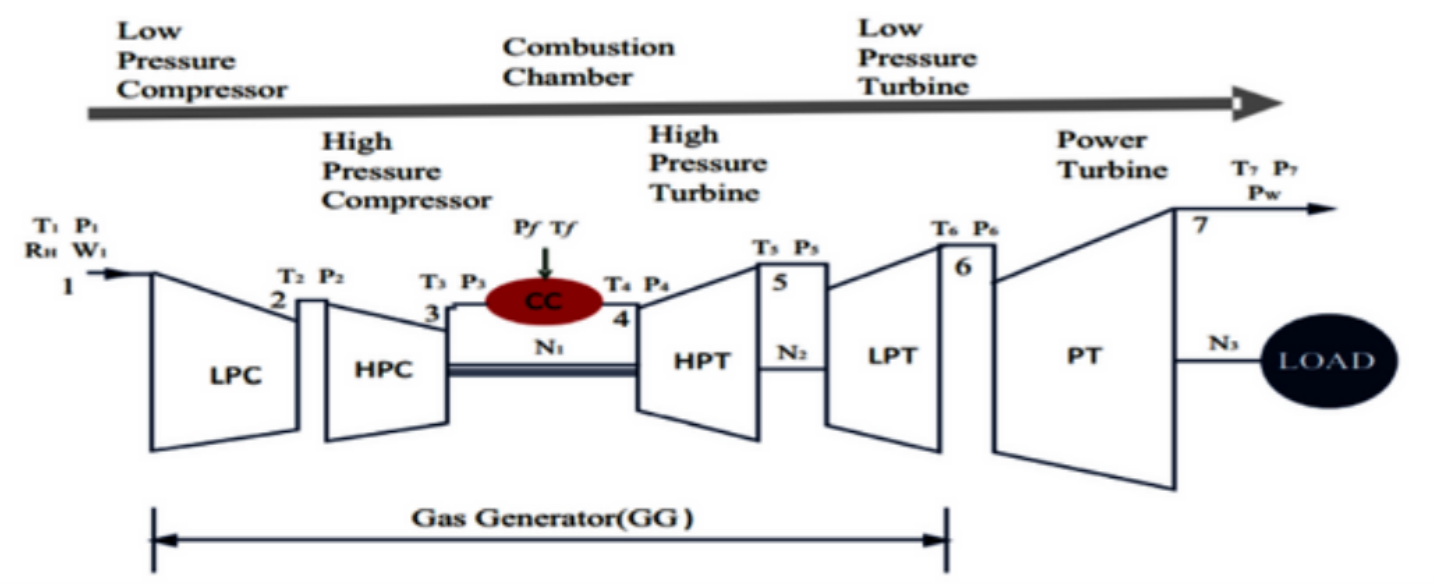 Low
Pressure
Compressor
Combustion
Chamber
Low
Pressure
Turbine
High
Pressure
Compressor
High
Pressure
Turbine
Power
Turbine
T₁ P₁
RH W₁
1
T₂ P₂
2
T₃ P₃
3
Pf Tf
CC
T₄ P₄
4
T₅ P₅
5
T₆ P₆
6
T₇ P₇
Pw
7
LPC
HPC
N₁
HPT
N₂
LPT
PT
N₃
LOAD
Gas Generator(GG)